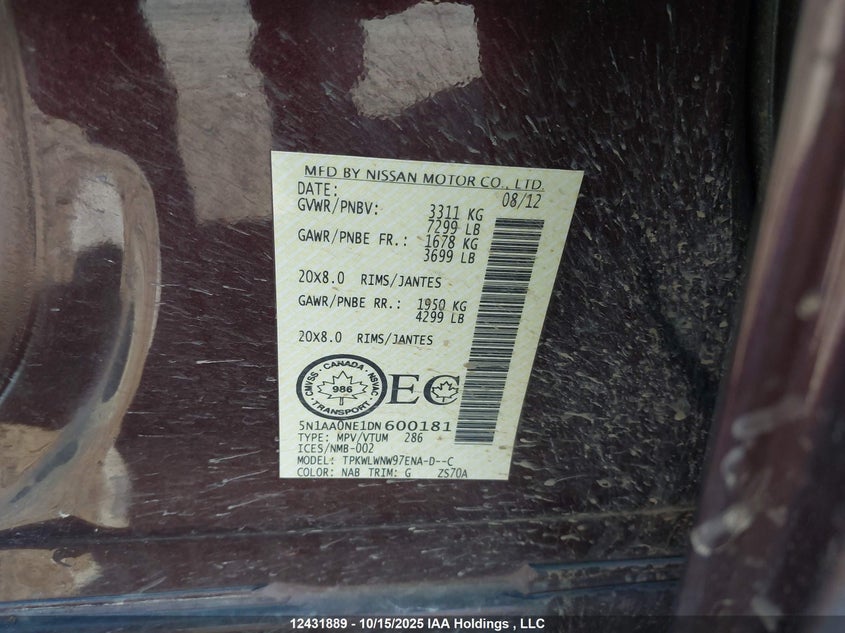 MFD BY NISSAN MOTOR CO., LTD.
DATE: 08/12
GVWR/PNBV: 3311 KG
7299 LB
GAWR/PNBE FR.: 1678 KG
3699 LB
20X8.0 RIMS/JANTES
GAWR/PNBE RR.: 1950 KG
4299 LB
20X8.0 RIMS/JANTES
CANADA
CMVSS NSVAC
986
TRANSPORT
EC
5N1AA0NE1DN600181
TYPE: MPV/VTUM 286
ICES/NMB-002
MODEL: TPKWLWNW97ENA-D--C
COLOR: NAB TRIM: G ZS70A
12431889 - 10/15/2025 IAA Holdings , LLC